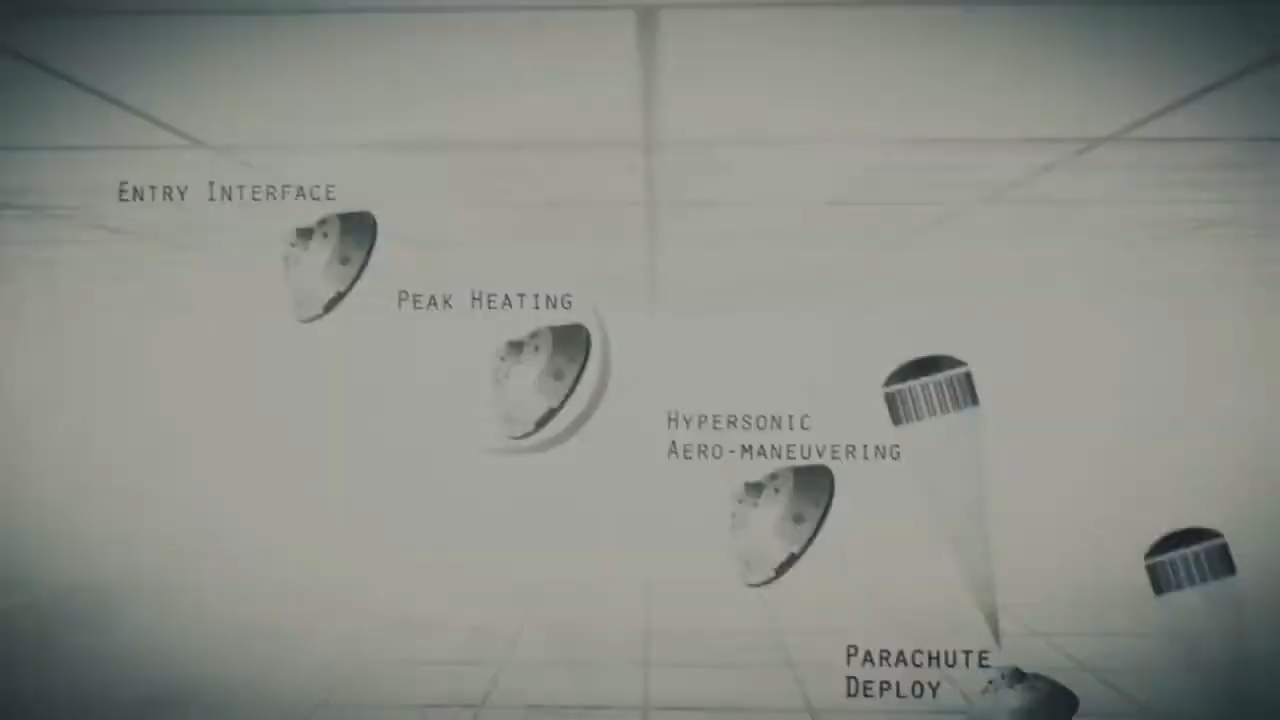 ENTRY INTERFACE
PEAK HEATING
HYPERSONIC
AERO-MANEUVERING
PARACHUTE
DEPLOY